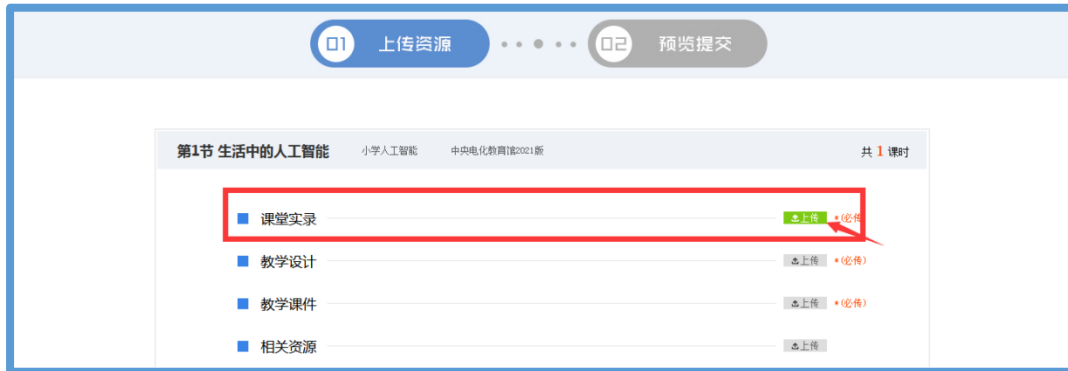 01 上传资源 02 预览提交
第1节 生活中的人工智能 小学人工智能 中央电化教育馆2021版 共 1 课时
课堂实录 上传 *(必传
教学设计 上传 *(必传)
教学课件 上传 *(必传)
相关资源 上传